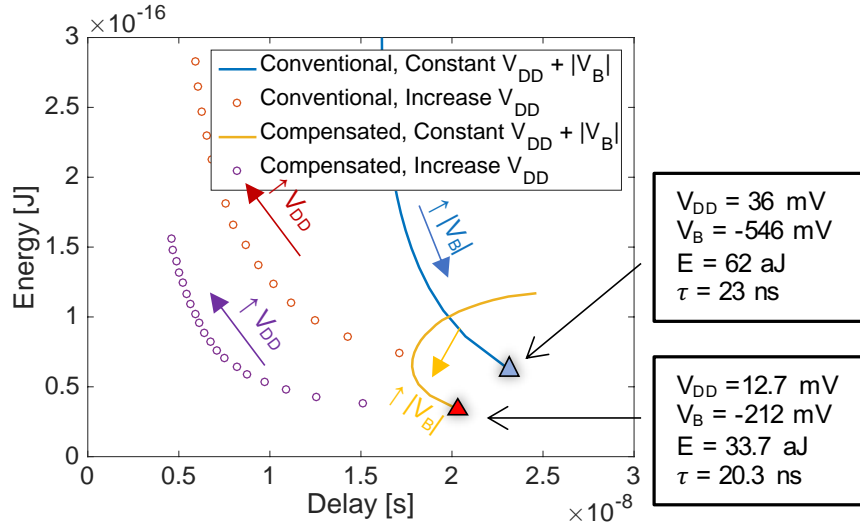 ×10⁻¹⁶
3
2.5
2
1.5
1
0.5
0
Energy [J]
Conventional, Constant V_DD + |V_B|
Conventional, Increase V_DD
Compensated, Constant V_DD + |V_B|
Compensated, Increase V_DD
↑ V_DD
↑ |V_B|
↑ V_DD
↑ |V_B|
0 0.5 1 1.5 2 2.5 3
Delay [s]
×10⁻⁸
V_DD = 36 mV
V_B = -546 mV
E = 62 aJ
τ = 23 ns
V_DD =12.7 mV
V_B = -212 mV
E = 33.7 aJ
τ = 20.3 ns